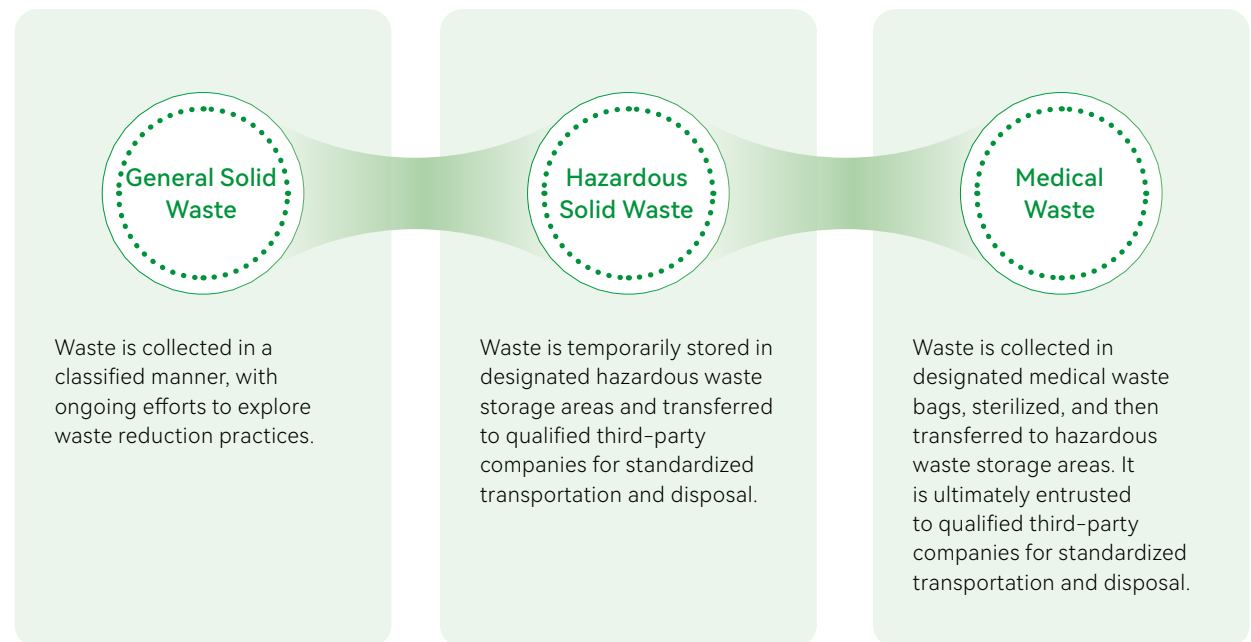 General Solid
Waste
Waste is collected in a
classified manner, with
ongoing efforts to explore
waste reduction practices.
Hazardous
Solid Waste
Waste is temporarily stored in
designated hazardous waste
storage areas and transferred
to qualified third-party
companies for standardized
transportation and disposal.
Medical
Waste
Waste is collected in
designated medical waste
bags, sterilized, and then
transferred to hazardous
waste storage areas. It
is ultimately entrusted
to qualified third-party
companies for standardized
transportation and disposal.